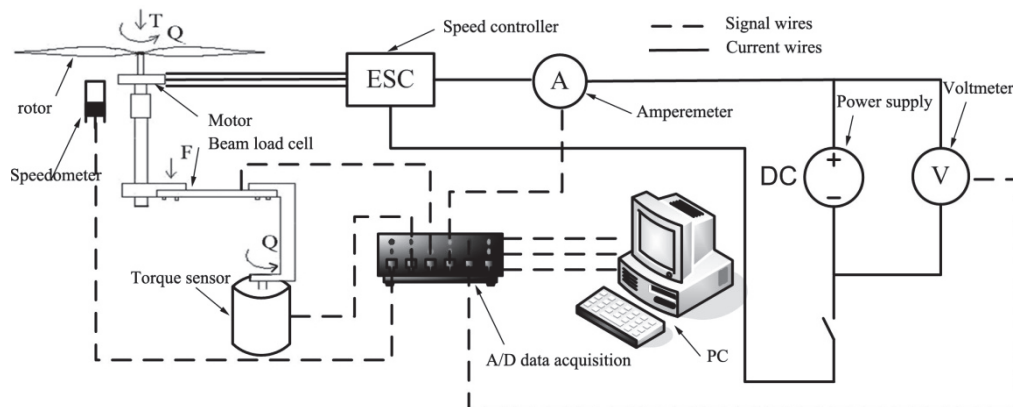 T
Q
Speed controller
Signal wires
Current wires
ESC
A
Amperemeter
Voltmeter
Power supply
rotor
Motor
Beam load cell
Speedometer
F
DC
+
−
V
Q
Torque sensor
A/D data acquisition
PC